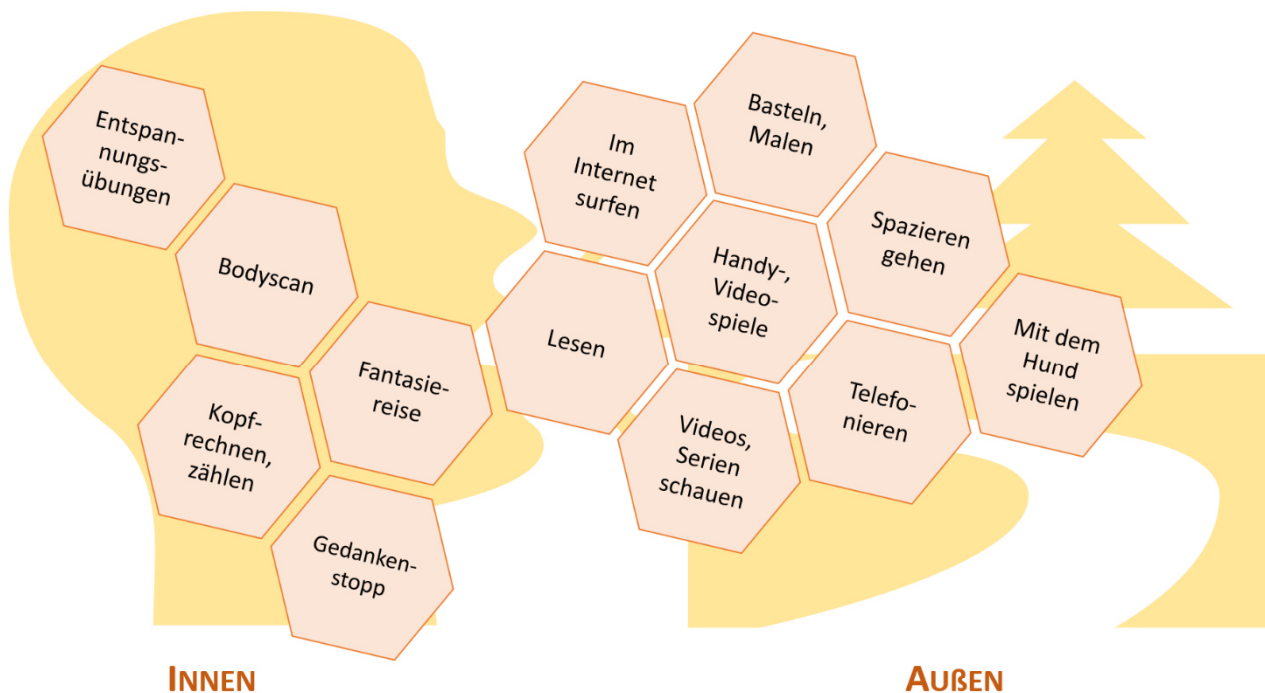 Entspan-
nungs-
übungen
Bodyscan
Fantasie-
reise
Kopf-
rechnen,
zählen
Gedanken-
stopp
Im
Internet
surfen
Basteln,
Malen
Spazieren
gehen
Handy-,
Video-
spiele
Lesen
Mit dem
Hund
spielen
Telefo-
nieren
Videos,
Serien
schauen
INNEN
AUßEN